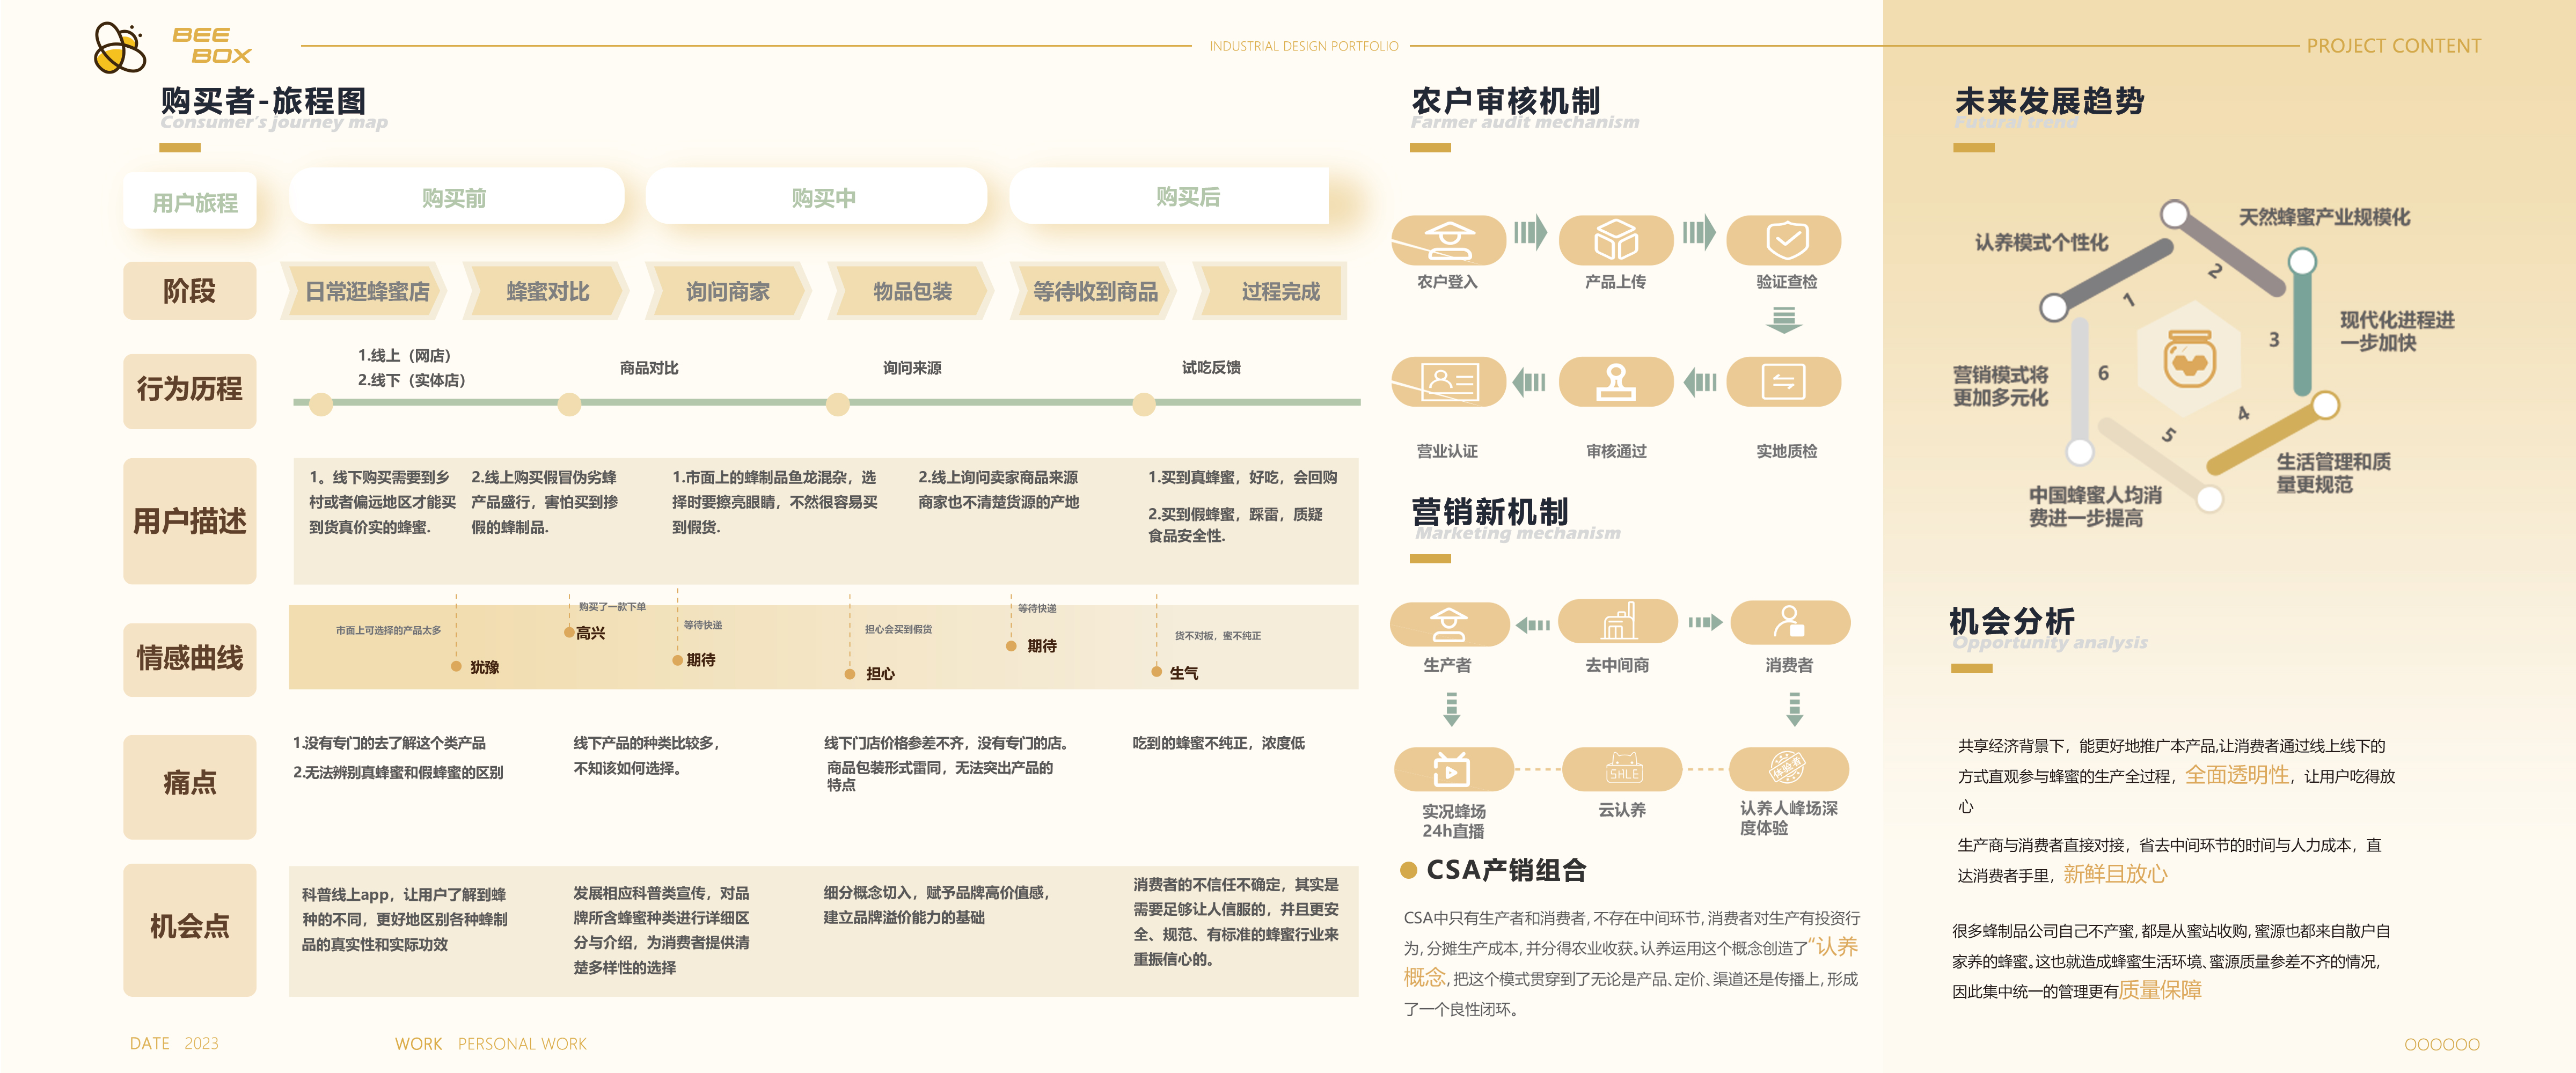 BEE
BOX
INDUSTRIAL DESIGN PORTFOLIO
PROJECT CONTENT
购买者-旅程图
Consumer's journey map
用户旅程
购买前
购买中
购买后
阶段
日常逛蜂蜜店
蜂蜜对比
询问商家
物品包装
等待收到商品
过程完成
行为历程
1.线上（网店）
2.线下（实体店）
商品对比
询问来源
试吃反馈
用户描述
1。线下购买需要到乡
村或者偏远地区才能买
到货真价实的蜂蜜.
2.线上购买假冒伪劣蜂
产品盛行，害怕买到掺
假的蜂制品.
1.市面上的蜂制品鱼龙混杂，选
择时要擦亮眼睛，不然很容易买
到假货.
2.线上询问卖家商品来源
商家也不清楚货源的产地
1.买到真蜂蜜，好吃，会回购
2.买到假蜂蜜，踩雷，质疑
食品安全性.
情感曲线
市面上可选择的产品太多
犹豫
购买了一款下单
高兴
等待快递
期待
担心会买到假货
担心
等待快递
期待
货不对板，蜜不纯正
生气
痛点
1.没有专门的去了解这个类产品
2.无法辨别真蜂蜜和假蜂蜜的区别
线下产品的种类比较多，
不知该如何选择。
线下门店价格参差不齐，没有专门的店。
商品包装形式雷同，无法突出产品的
特点
吃到的蜂蜜不纯正，浓度低
机会点
科普线上app，让用户了解到蜂
种的不同，更好地区别各种蜂制
品的真实性和实际功效
发展相应科普类宣传，对品
牌所含蜂蜜种类进行详细区
分与介绍，为消费者提供清
楚多样性的选择
细分概念切入，赋予品牌高价值感，
建立品牌溢价能力的基础
消费者的不信任不确定，其实是
需要足够让人信服的，并且更安
全、规范、有标准的蜂蜜行业来
重振信心的。
DATE 2023
WORK PERSONAL WORK
农户审核机制
Farmer audit mechanism
农户登入
产品上传
验证查检
营业认证
审核通过
实地质检
营销新机制
Marketing mechanism
生产者
去中间商
消费者
SALE
体验者
实况蜂场
24h直播
云认养
认养人峰场深
度体验
CSA产销组合
CSA中只有生产者和消费者,不存在中间环节,消费者对生产有投资行
为,分摊生产成本,并分得农业收获。认养运用这个概念创造了“认养
概念,把这个模式贯穿到了无论是产品、定价、渠道还是传播上,形成
了一个良性闭环。
未来发展趋势
Futural trend
认养模式个性化
天然蜂蜜产业规模化
现代化进程进
一步加快
营销模式将
更加多元化
生活管理和质
量更规范
中国蜂蜜人均消
费进一步提高
1
2
3
4
5
6
机会分析
Opportunity analysis
共享经济背景下，能更好地推广本产品,让消费者通过线上线下的
方式直观参与蜂蜜的生产全过程，全面透明性，让用户吃得放
心
生产商与消费者直接对接，省去中间环节的时间与人力成本，直
达消费者手里，新鲜且放心
很多蜂制品公司自己不产蜜,都是从蜜站收购,蜜源也都来自散户自
家养的蜂蜜。这也就造成蜂蜜生活环境、蜜源质量参差不齐的情况,
因此集中统一的管理更有质量保障
OOOOOO